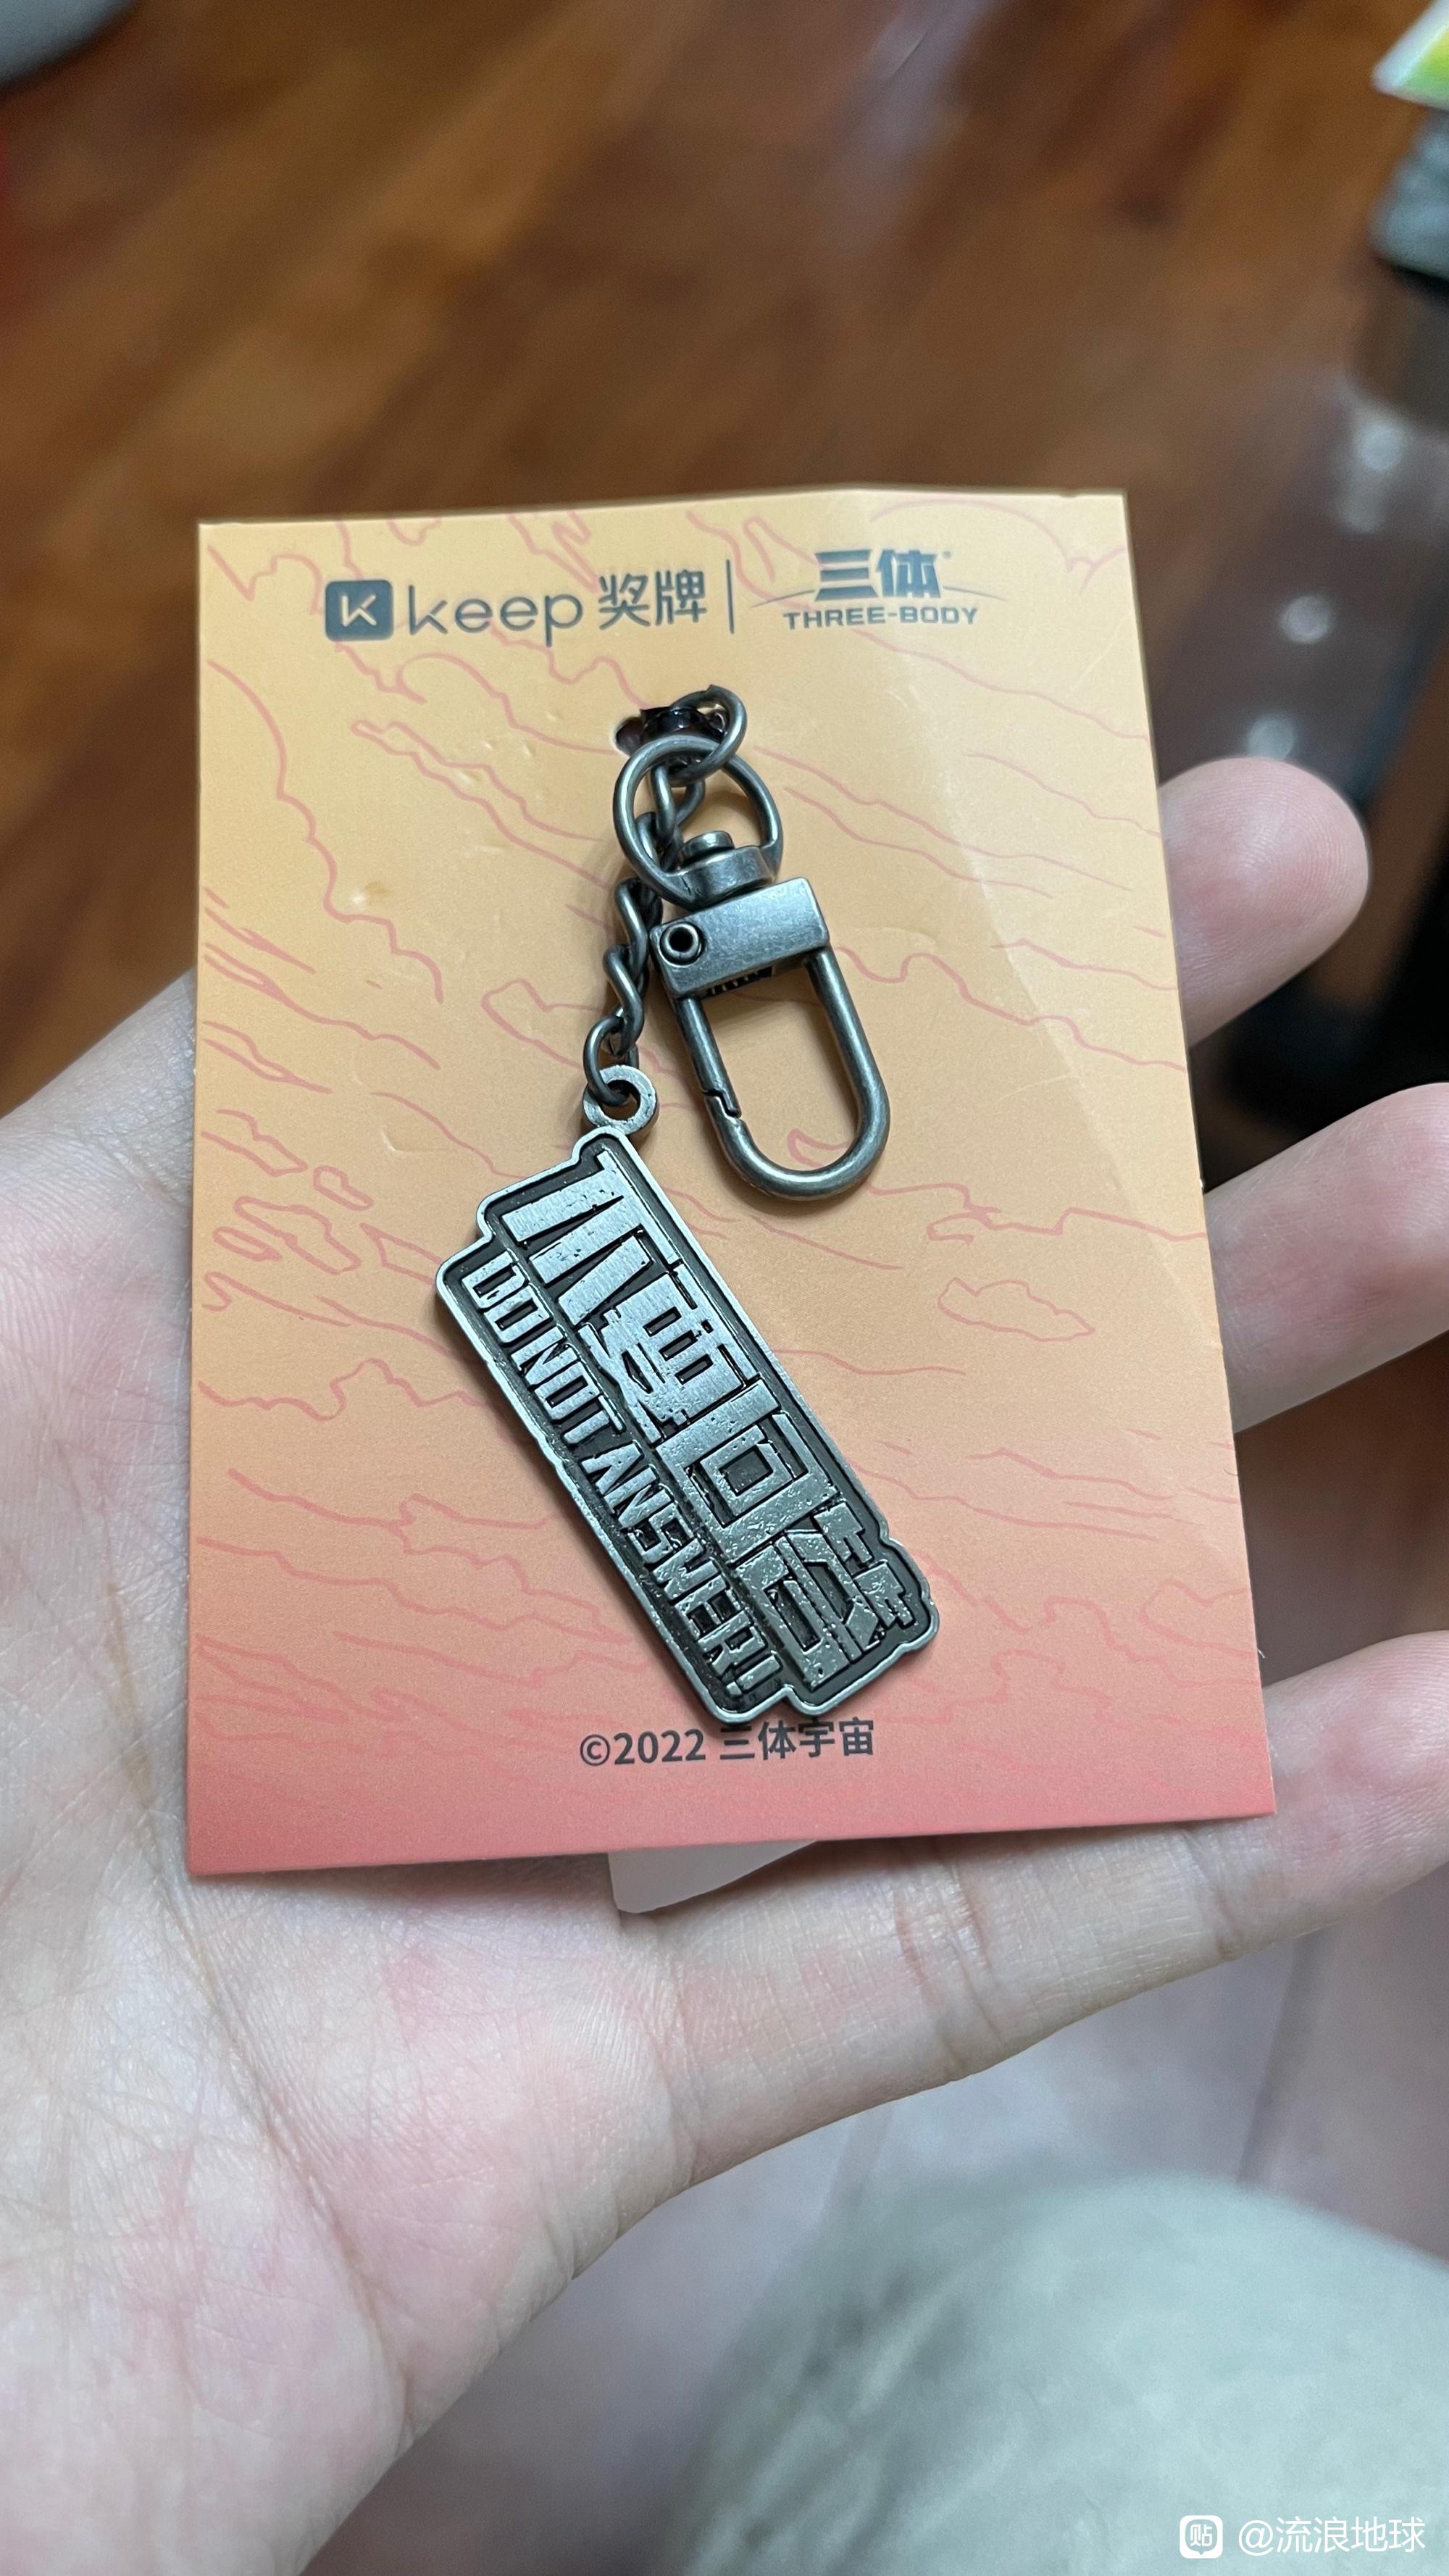 keep 奖牌 | 三体
THREE-BODY
不要回答
DO NOT ANSWER!
©2022 三体宇宙
贴 @流浪地球